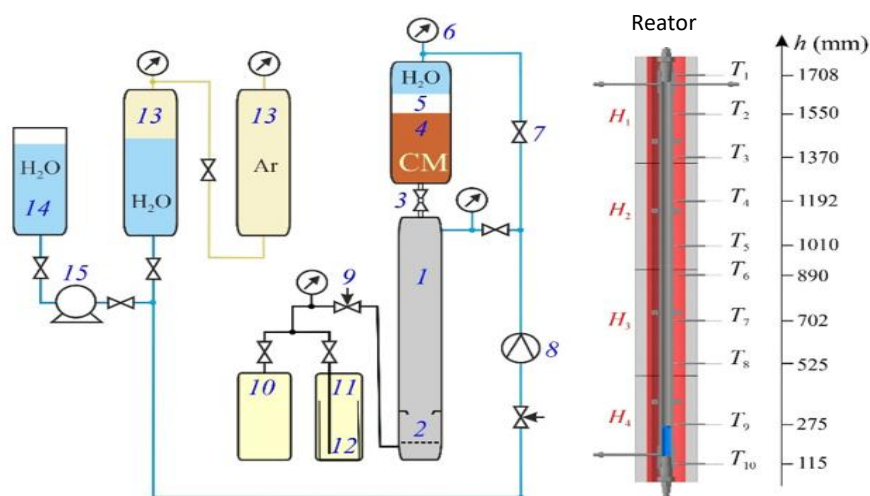 Reator
h (mm)
6
H₂O
5
4
CM
7
3
1
2
8
9
10
11
12
13
H₂O
13
Ar
H₂O
14
15
H₁
H₂
H₃
H₄
T₁ 1708
T₂ 1550
T₃ 1370
T₄ 1192
T₅ 1010
T₆ 890
T₇ 702
T₈ 525
T₉ 275
T₁₀ 115